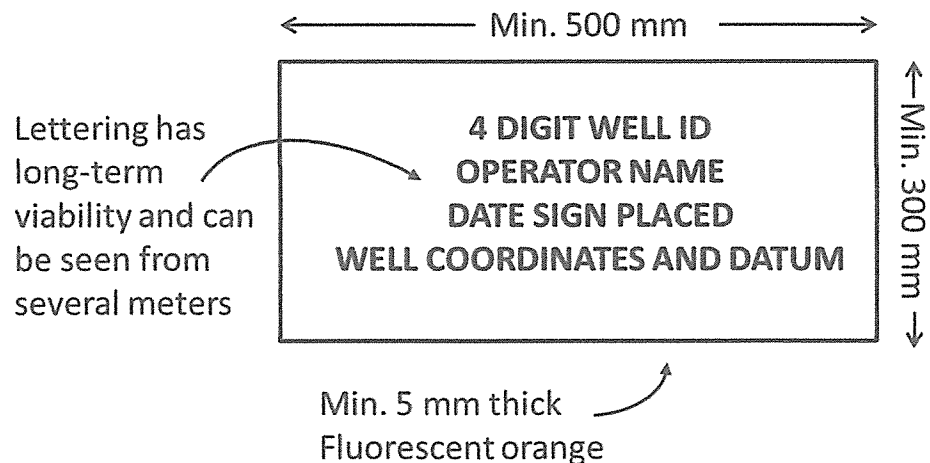 Min. 500 mm
Lettering has
long-term
viability and can
be seen from
several meters
4 DIGIT WELL ID
OPERATOR NAME
DATE SIGN PLACED
WELL COORDINATES AND DATUM
Min. 300 mm
Min. 5 mm thick
Fluorescent orange